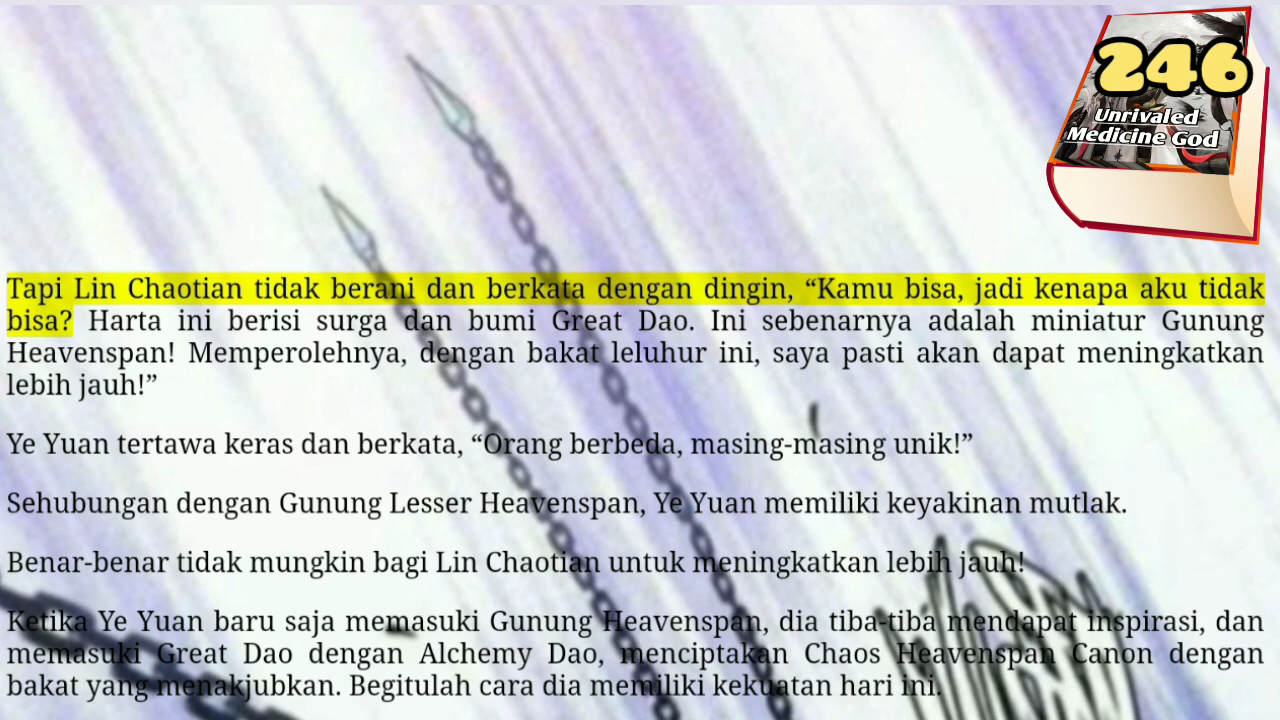 246
Unrivaled
Medicine God
Tapi Lin Chaotian tidak berani dan berkata dengan dingin, “Kamu bisa, jadi kenapa aku tidak
bisa? Harta ini berisi surga dan bumi Great Dao. Ini sebenarnya adalah miniatur Gunung
Heavenspan! Memperolehnya, dengan bakat leluhur ini, saya pasti akan dapat meningkatkan
lebih jauh!”
Ye Yuan tertawa keras dan berkata, “Orang berbeda, masing-masing unik!”
Sehubungan dengan Gunung Lesser Heavenspan, Ye Yuan memiliki keyakinan mutlak.
Benar-benar tidak mungkin bagi Lin Chaotian untuk meningkatkan lebih jauh!
Ketika Ye Yuan baru saja memasuki Gunung Heavenspan, dia tiba-tiba mendapat inspirasi, dan
memasuki Great Dao dengan Alchemy Dao, menciptakan Chaos Heavenspan Canon dengan
bakat yang menakjubkan. Begitulah cara dia memiliki kekuatan hari ini.